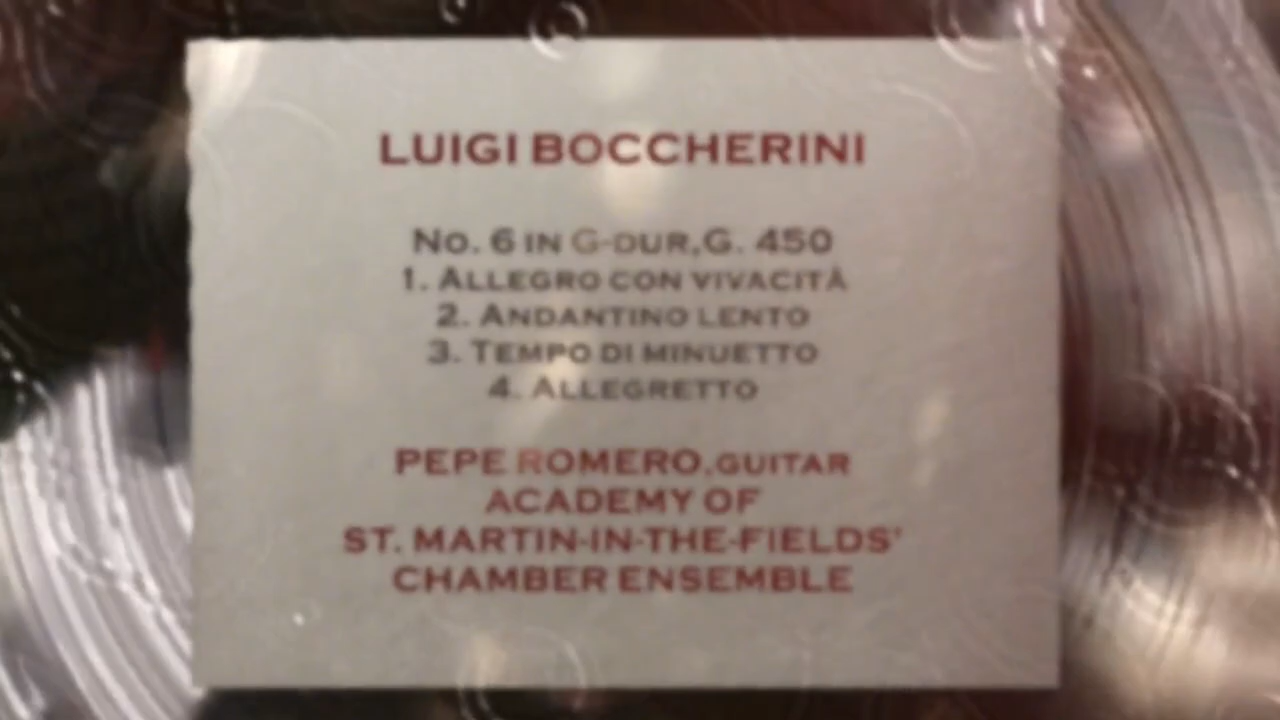 LUIGI BOCCHERINI
No. 6 IN G-DUR,G. 450
1. ALLEGRO CON VIVACITÀ
2. ANDANTINO LENTO
3. TEMPO DI MINUETTO
4. ALLEGRETTO
PEPE ROMERO,GUITAR
ACADEMY OF
ST. MARTIN-IN-THE-FIELDS'
CHAMBER ENSEMBLE